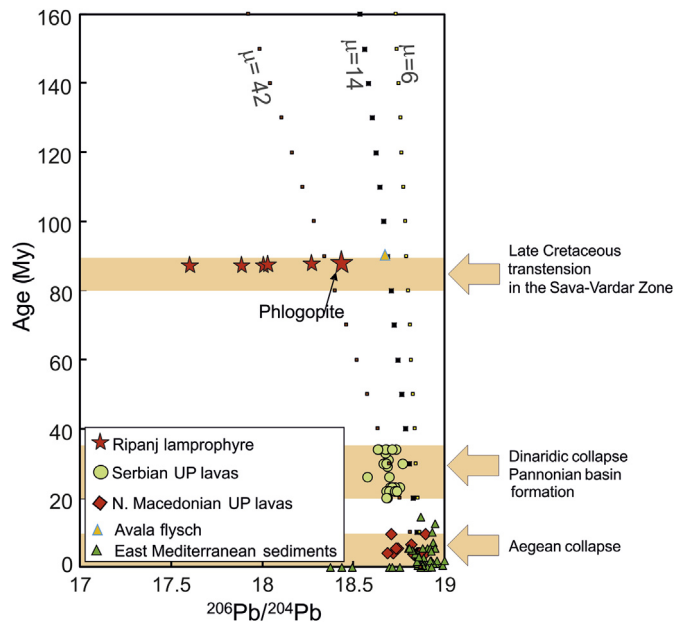 160
140
120
100
80
60
40
20
0
Age (My)
μ= 42
μ=14
μ=6
Phlogopite
Late Cretaceous
transtension
in the Sava-Vardar Zone
Dinaridic collapse
Pannonian basin
formation
Aegean collapse
Ripanj lamprophyre
Serbian UP lavas
N. Macedonian UP lavas
Avala flysch
East Mediterranean sediments
17 17.5 18 18.5 19
²⁰⁶Pb/²⁰⁴Pb